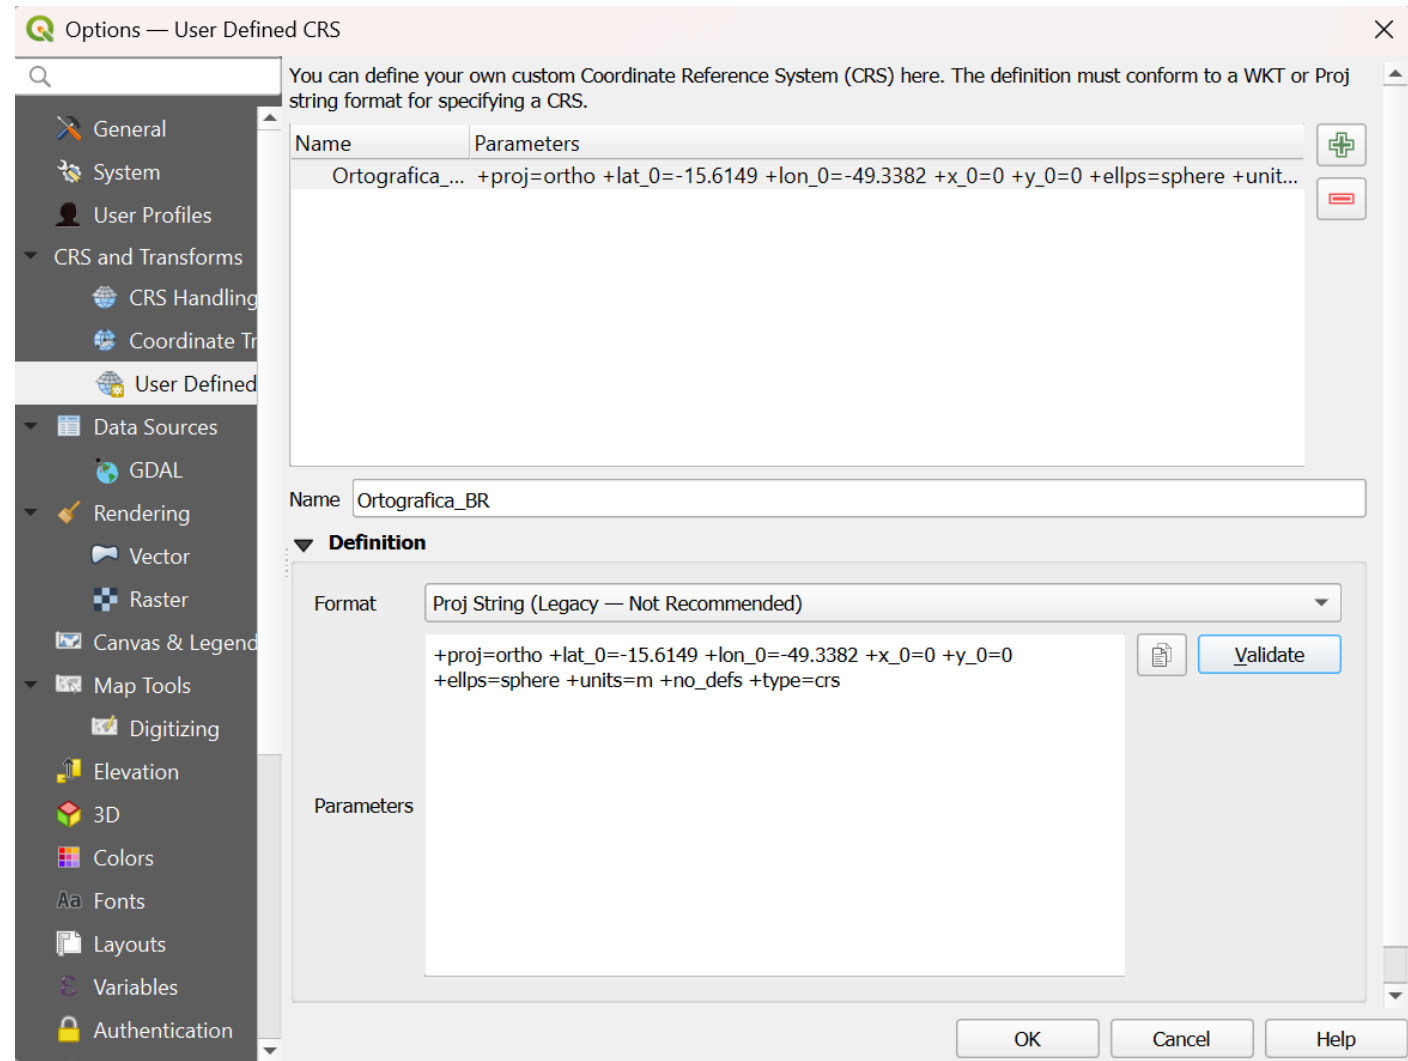 Options — User Defined CRS
You can define your own custom Coordinate Reference System (CRS) here. The definition must conform to a WKT or Proj
string format for specifying a CRS.
General
System
User Profiles
CRS and Transforms
CRS Handling
Coordinate Tr
User Defined
Data Sources
GDAL
Rendering
Vector
Raster
Canvas & Legend
Map Tools
Digitizing
Elevation
3D
Colors
Aa Fonts
Layouts
ε Variables
Authentication
Name Parameters
Ortografica_... +proj=ortho +lat_0=-15.6149 +lon_0=-49.3382 +x_0=0 +y_0=0 +ellps=sphere +unit...
Name Ortografica_BR
Definition
Format Proj String (Legacy — Not Recommended)
Parameters
+proj=ortho +lat_0=-15.6149 +lon_0=-49.3382 +x_0=0 +y_0=0
+ellps=sphere +units=m +no_defs +type=crs
Validate
OK Cancel Help